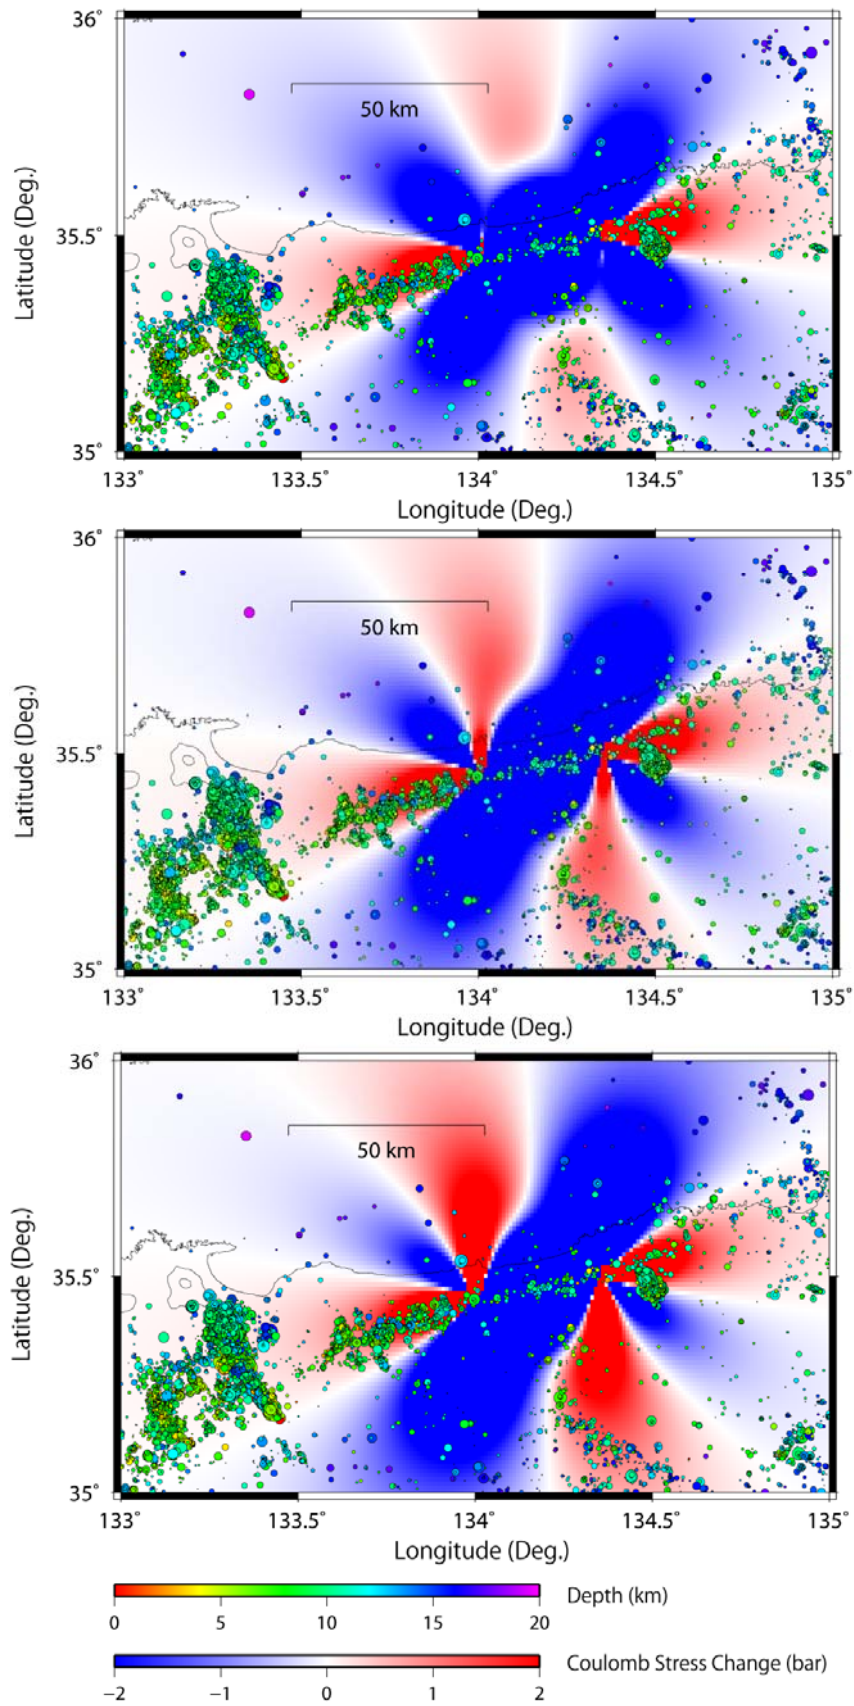 36°
50 km
35.5°
Latitude (Deg.)
35°
133° 133.5° 134° 134.5° 135°
Longitude (Deg.)
36°
50 km
35.5°
Latitude (Deg.)
35°
133° 133.5° 134° 134.5° 135°
Longitude (Deg.)
36°
50 km
35.5°
Latitude (Deg.)
35°
133° 133.5° 134° 134.5° 135°
Longitude (Deg.)
Depth (km)
0 5 10 15 20
Coulomb Stress Change (bar)
−2 −1 0 1 2